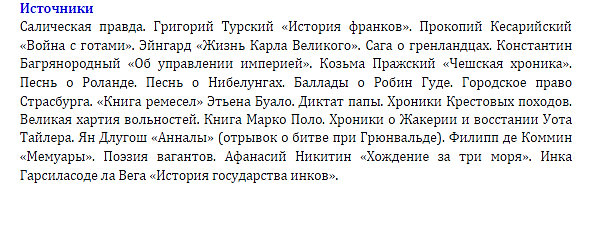 Источники
Салическая правда. Григорий Турский «История франков». Прокопий Кесарийский
«Война с готами». Эйнгард «Жизнь Карла Великого». Сага о гренландцах. Константин
Багрянородный «Об управлении империей». Козьма Пражский «Чешская хроника».
Песнь о Роланде. Песнь о Нибелунгах. Баллады о Робин Гуде. Городское право
Страсбурга. «Книга ремесел» Этьена Буало. Диктат папы. Хроники Крестовых походов.
Великая хартия вольностей. Книга Марко Поло. Хроники о Жакерии и восстании Уота
Тайлера. Ян Длугош «Анналы» (отрывок о битве при Грюнвальде). Филипп де Коммин
«Мемуары». Поэзия вагантов. Афанасий Никитин «Хождение за три моря». Инка
Гарсиласоде ла Вега «История государства инков».